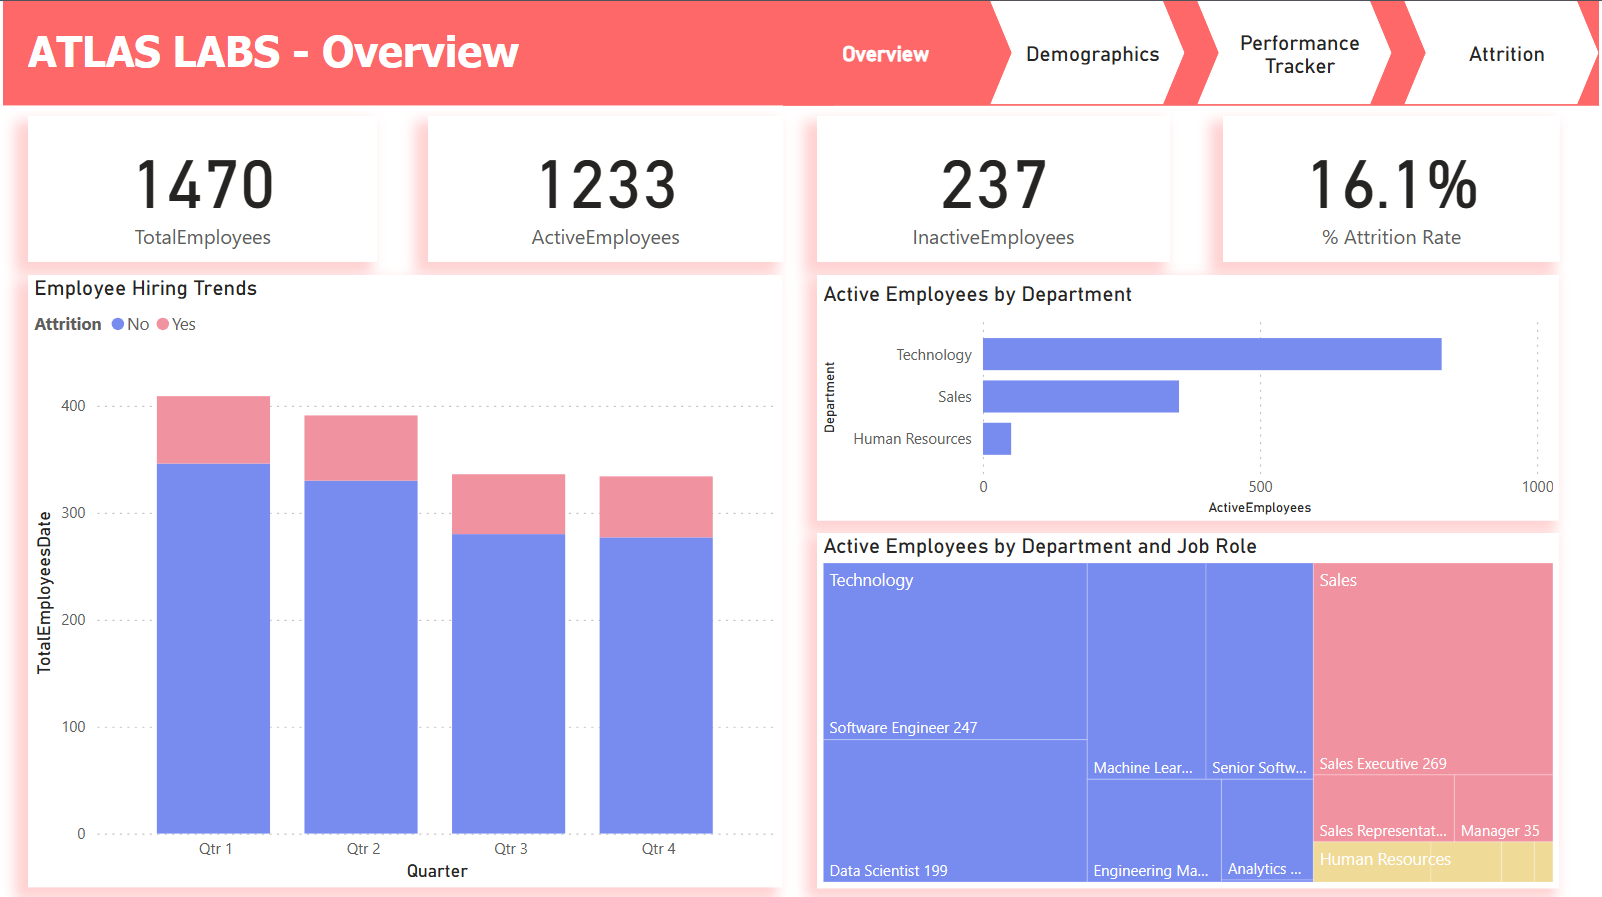 ATLAS LABS - Overview
Overview
Demographics
Performance
Tracker
Attrition
1470
TotalEmployees
1233
ActiveEmployees
237
InactiveEmployees
16.1%
% Attrition Rate
Employee Hiring Trends
Attrition No Yes
400
300
200
100
0
TotalEmployeesDate
Qtr 1 Qtr 2 Qtr 3 Qtr 4
Quarter
Active Employees by Department
Department
Technology
Sales
Human Resources
0 500 1000
ActiveEmployees
Active Employees by Department and Job Role
Technology
Software Engineer 247
Data Scientist 199
Machine Lear...
Senior Softw...
Engineering Ma...
Analytics ...
Sales
Sales Executive 269
Sales Representat...
Manager 35
Human Resources